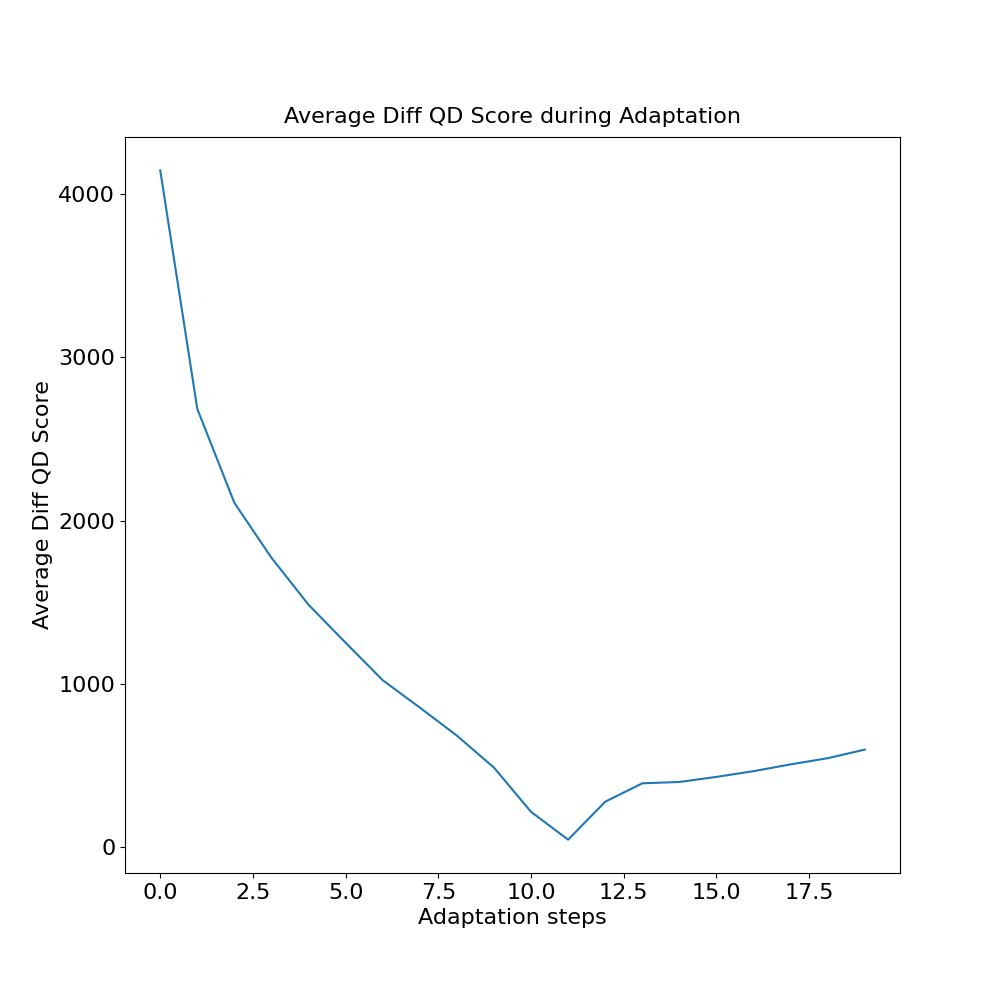 Average Diff QD Score during Adaptation
Average Diff QD Score
4000
3000
2000
1000
0
0.0 2.5 5.0 7.5 10.0 12.5 15.0 17.5
Adaptation steps